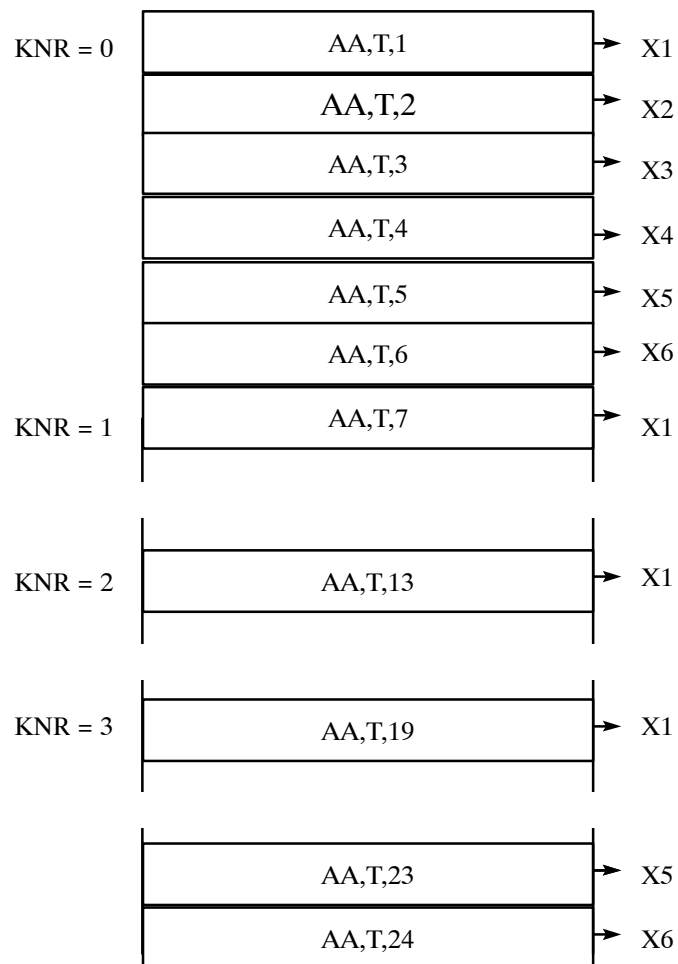 KNR = 0 AA,T,1 X1
AA,T,2 X2
AA,T,3 X3
AA,T,4 X4
AA,T,5 X5
AA,T,6 X6
KNR = 1 AA,T,7 X1
KNR = 2 AA,T,13 X1
KNR = 3 AA,T,19 X1
AA,T,23 X5
AA,T,24 X6